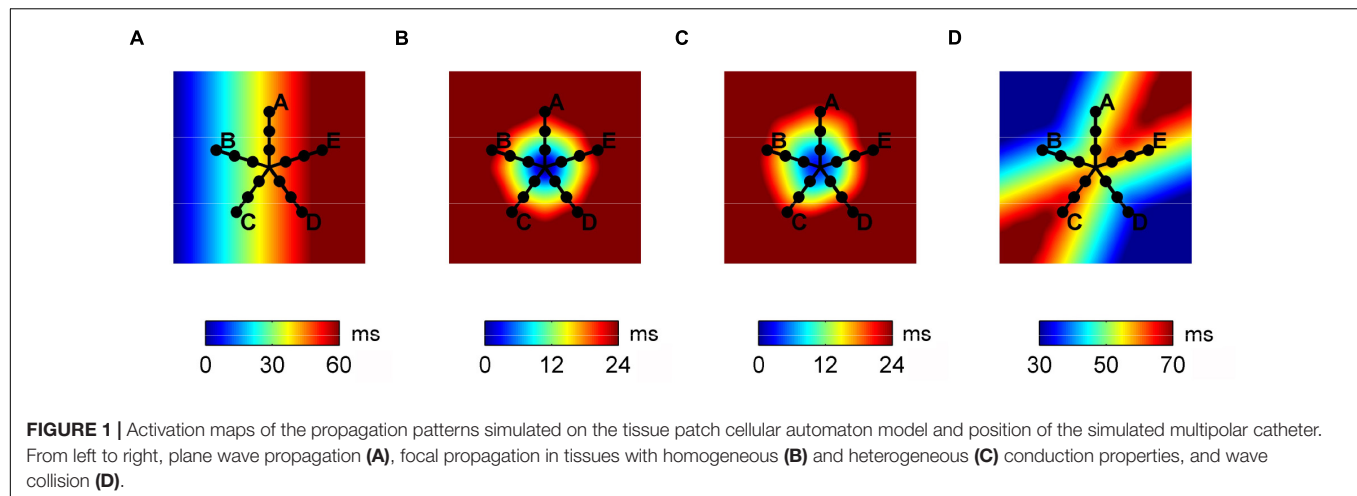 A B C D
A B C D E
A B C D E
A B C D E
A B C D E
ms ms ms ms
0 30 60 0 12 24 0 12 24 30 50 70
FIGURE 1 | Activation maps of the propagation patterns simulated on the tissue patch cellular automaton model and position of the simulated multipolar catheter.
From left to right, plane wave propagation (A), focal propagation in tissues with homogeneous (B) and heterogeneous (C) conduction properties, and wave
collision (D).